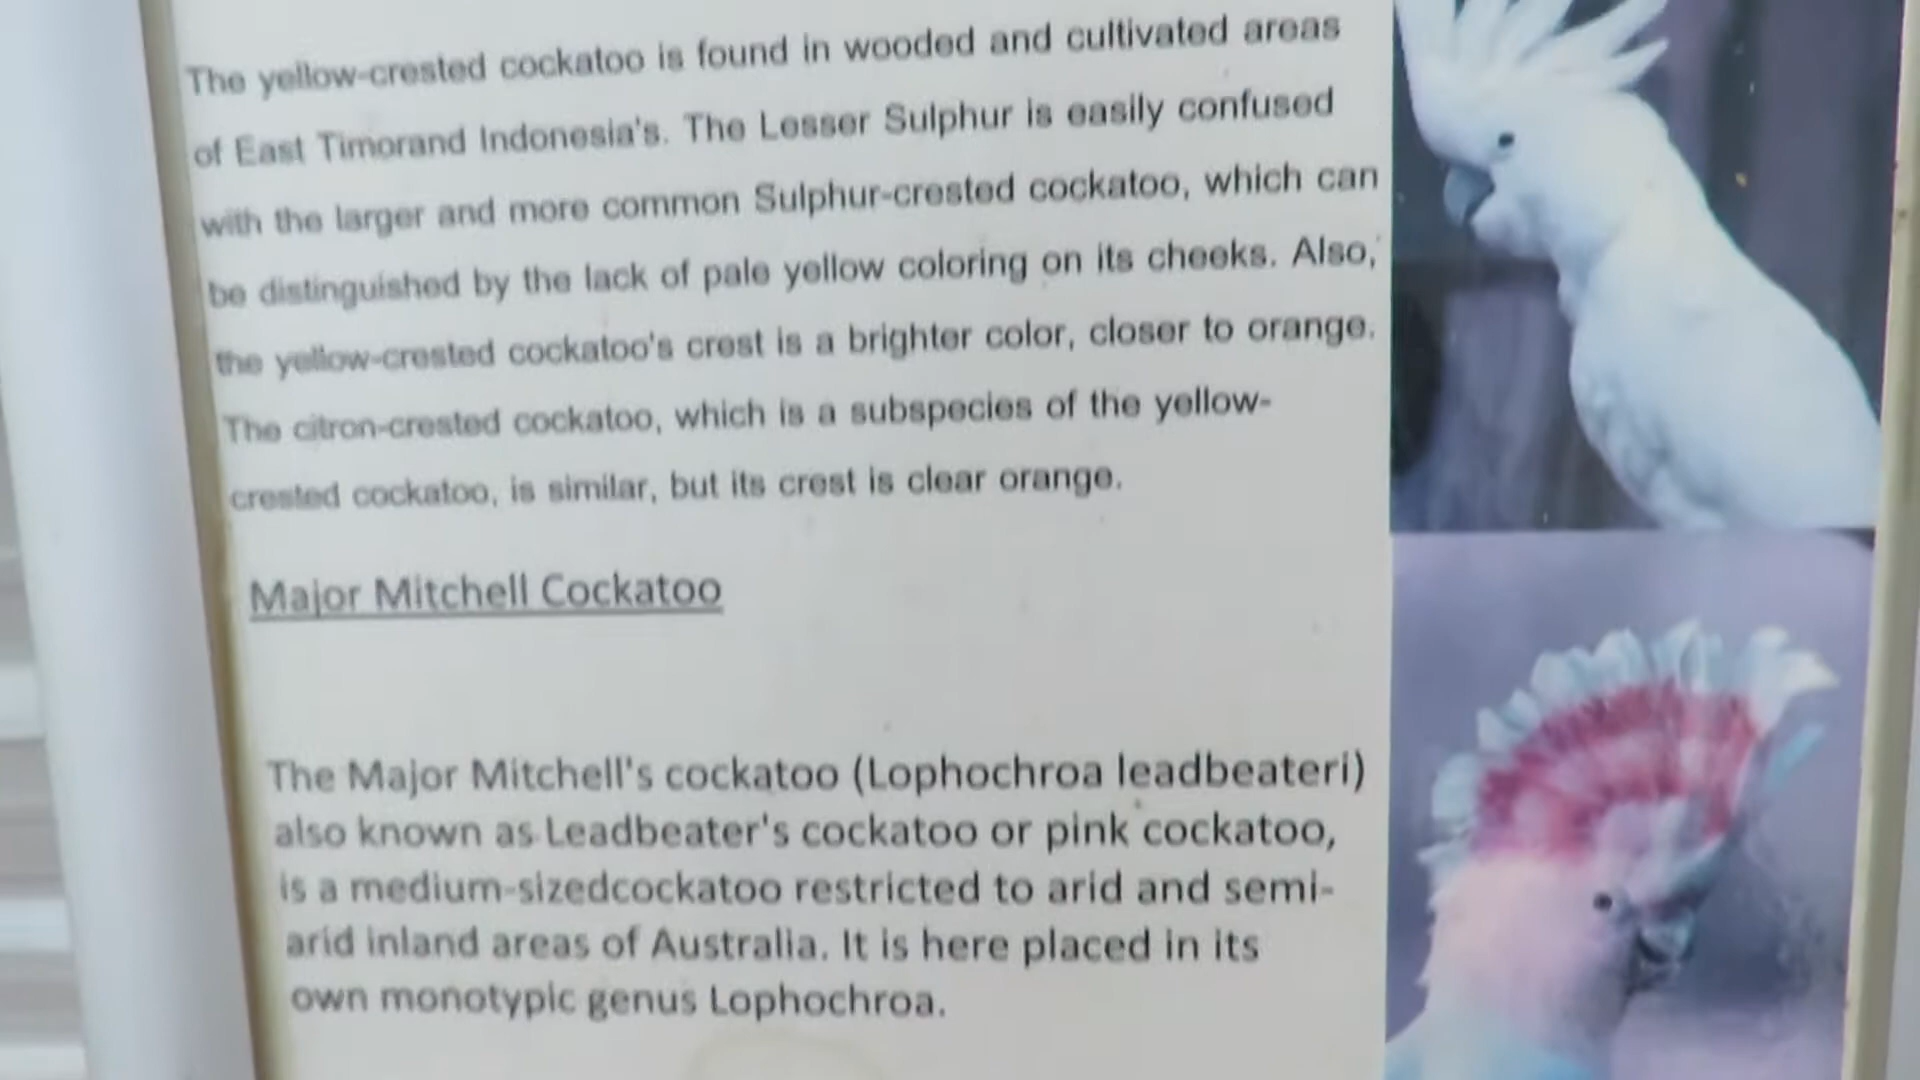 The yellow-crested cockatoo is found in wooded and cultivated areas
of East Timorand Indonesia's. The Lesser Sulphur is easily confused
with the larger and more common Sulphur-crested cockatoo, which can
be distinguished by the lack of pale yellow coloring on its cheeks. Also,
the yellow-crested cockatoo's crest is a brighter color, closer to orange.
The citron-crested cockatoo, which is a subspecies of the yellow-
crested cockatoo, is similar, but its crest is clear orange.
Major Mitchell Cockatoo
The Major Mitchell's cockatoo (Lophochroa leadbeateri)
also known as Leadbeater's cockatoo or pink cockatoo,
is a medium-sizedcockatoo restricted to arid and semi-
arid inland areas of Australia. It is here placed in its
own monotypic genus Lophochroa.